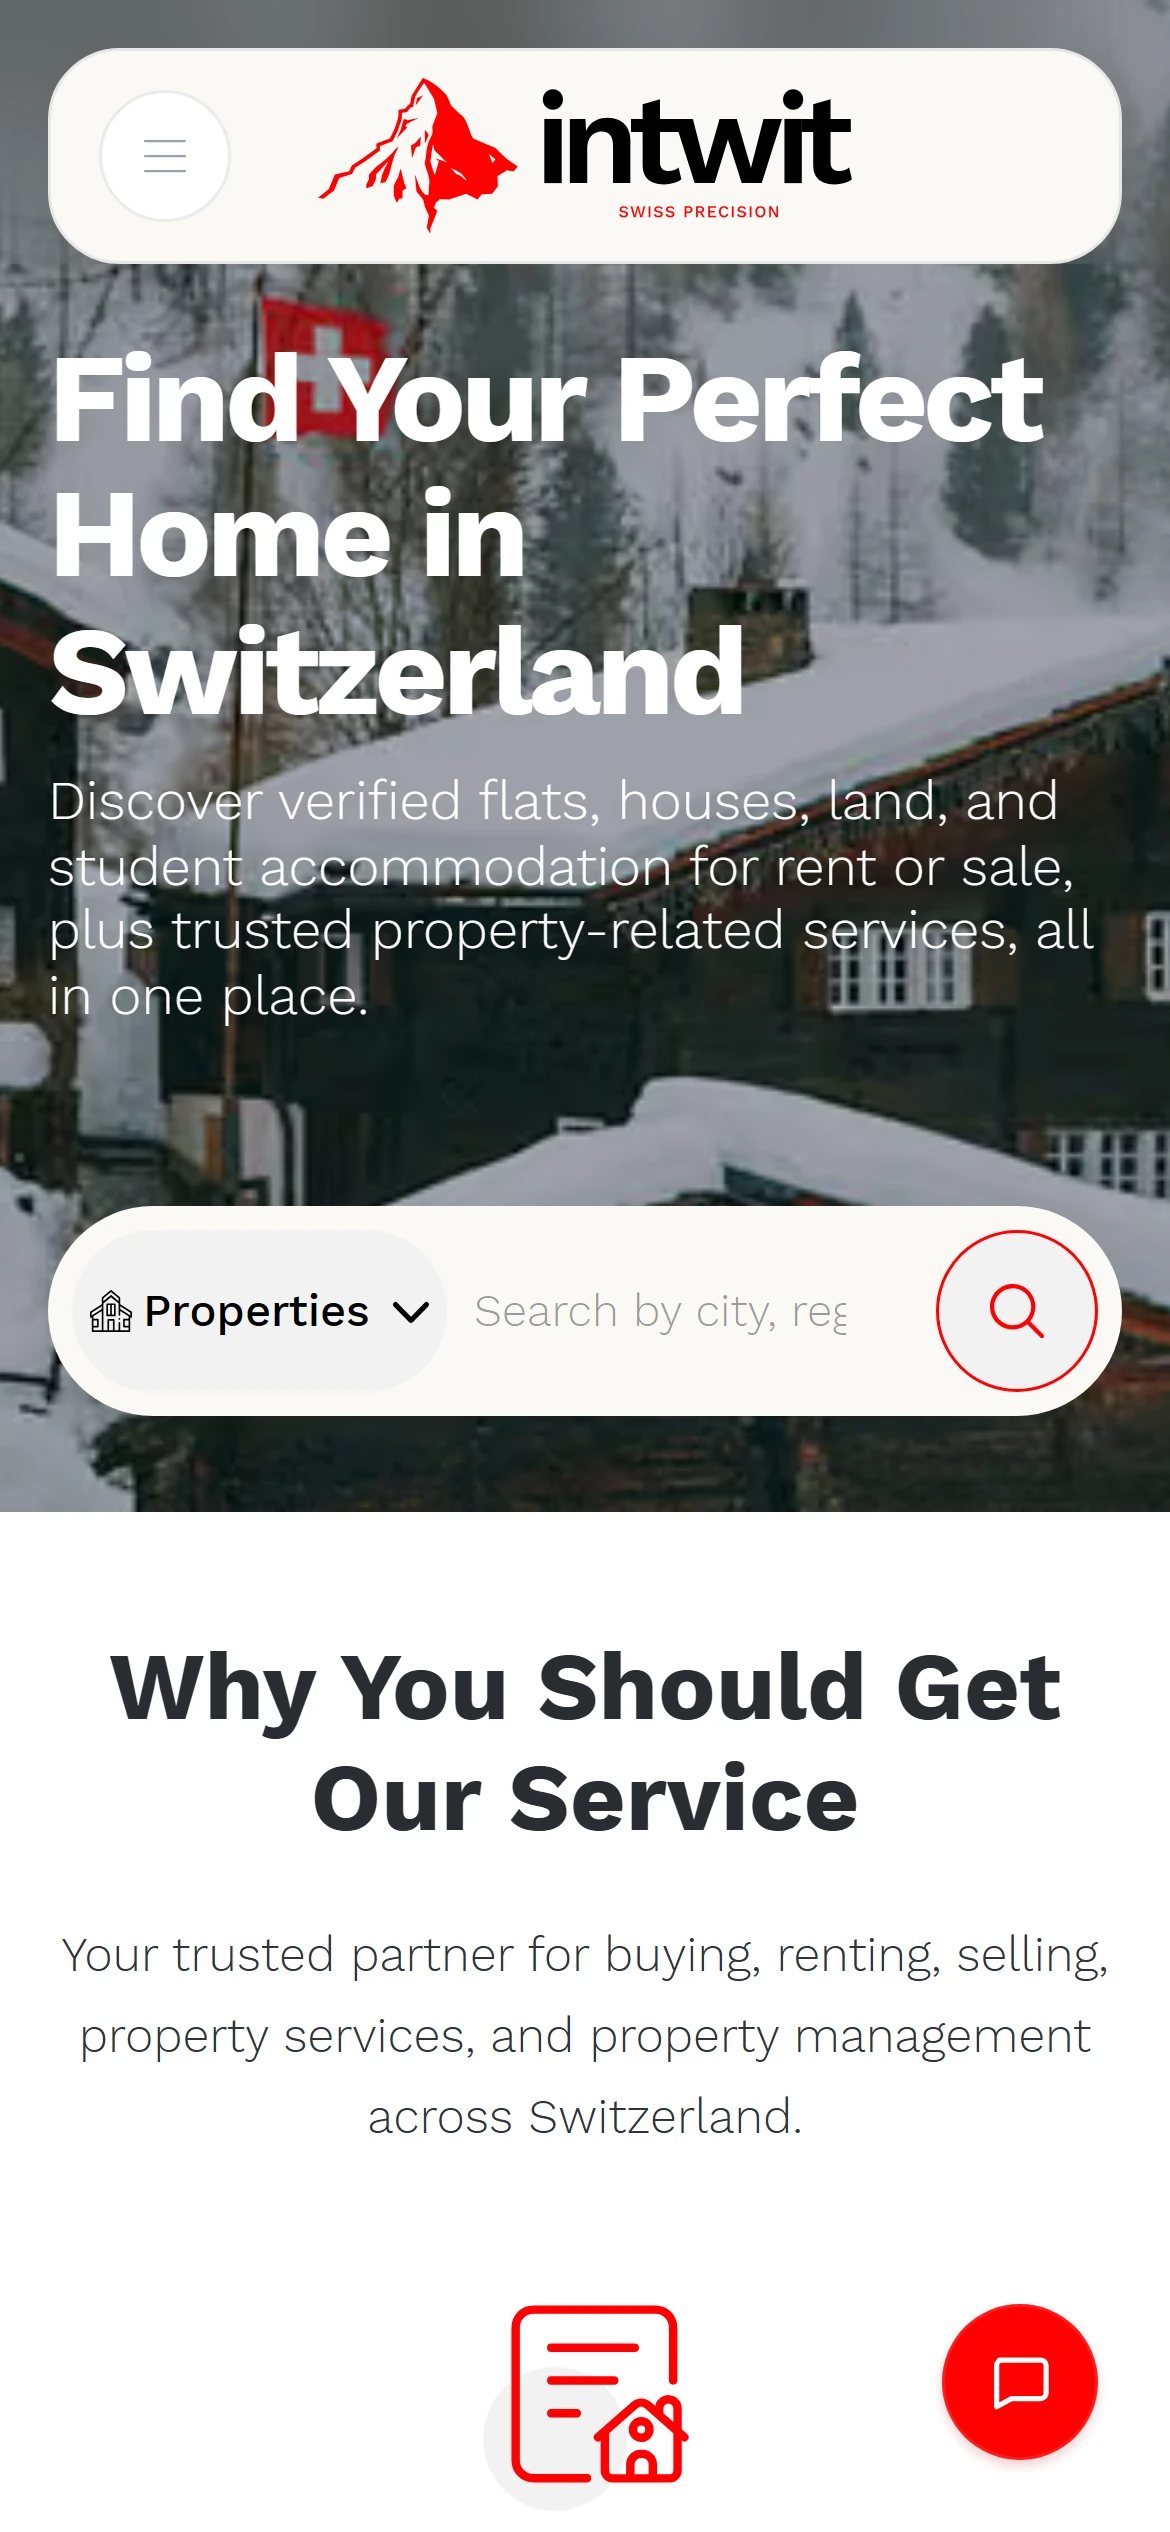 intwit
SWISS PRECISION
Find Your Perfect
Home in
Switzerland
Discover verified flats, houses, land, and
student accommodation for rent or sale,
plus trusted property-related services, all
in one place.
Properties
Search by city, reg
Why You Should Get
Our Service
Your trusted partner for buying, renting, selling,
property services, and property management
across Switzerland.